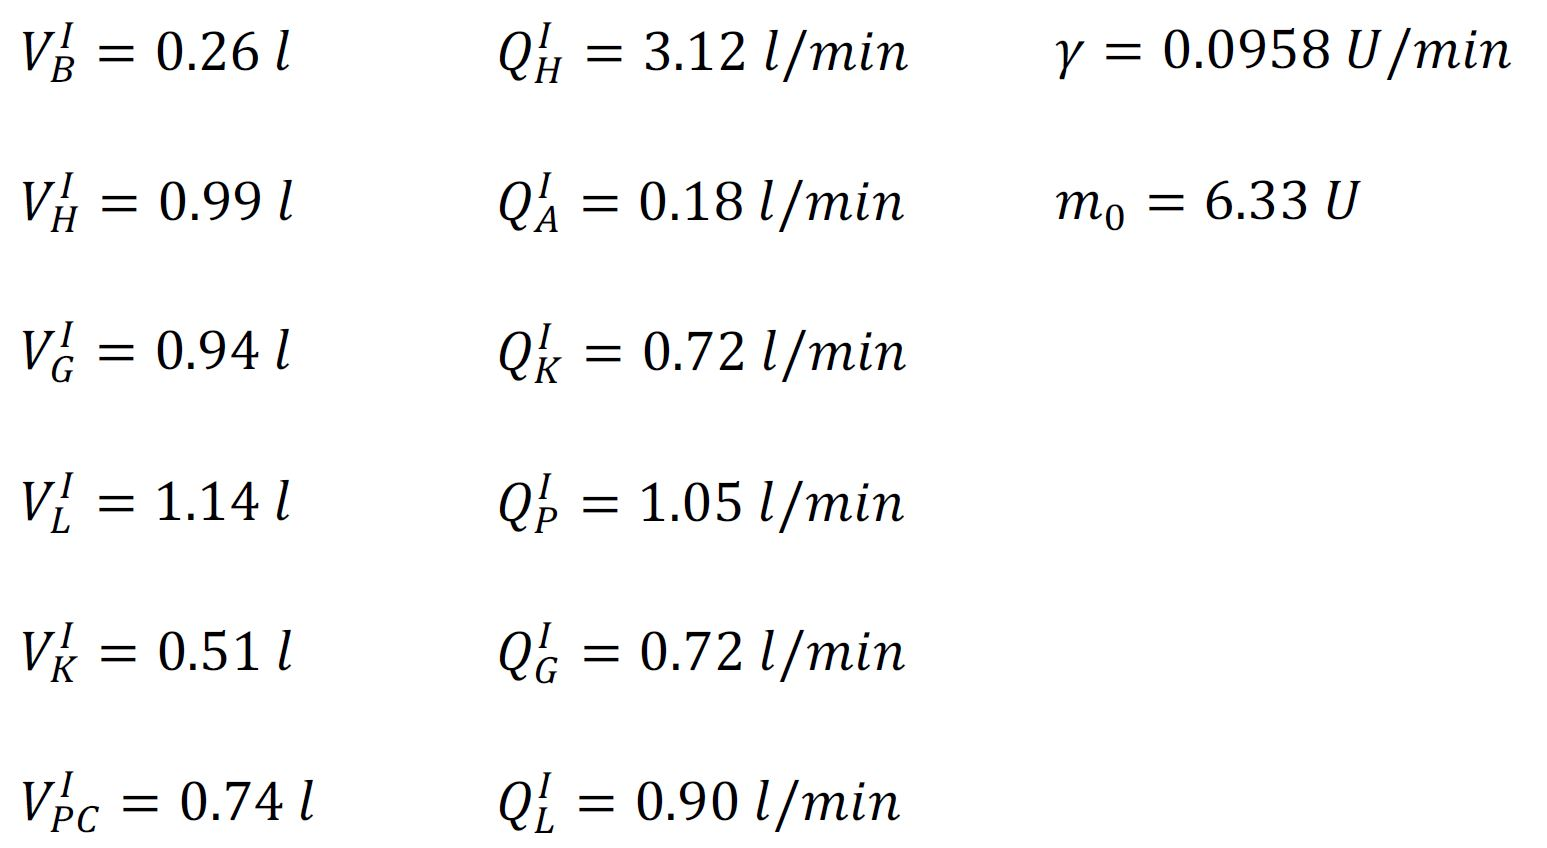 V_B^I = 0.26 l Q_H^I = 3.12 l/min γ = 0.0958 U/min
V_H^I = 0.99 l Q_A^I = 0.18 l/min m_0 = 6.33 U
V_G^I = 0.94 l Q_K^I = 0.72 l/min
V_L^I = 1.14 l Q_P^I = 1.05 l/min
V_K^I = 0.51 l Q_G^I = 0.72 l/min
V_PC^I = 0.74 l Q_L^I = 0.90 l/min